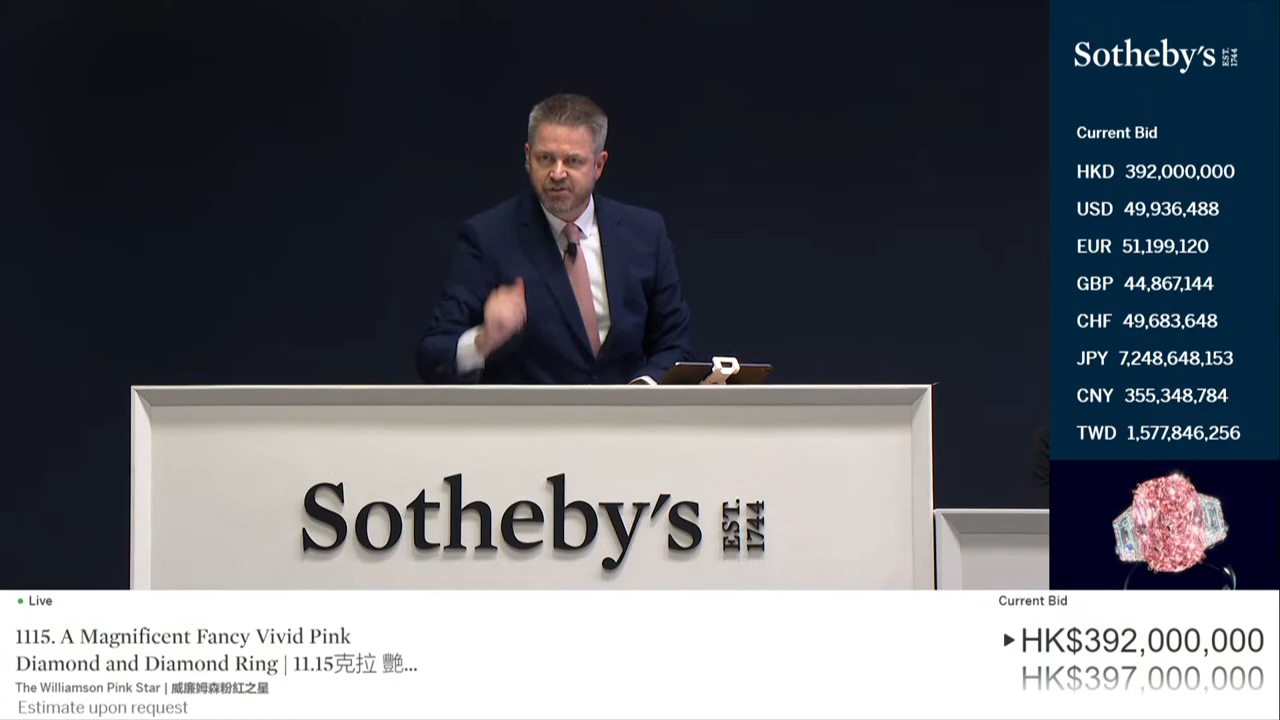 Sotheby's EST. 1744
Current Bid
HKD 392,000,000
USD 49,936,488
EUR 51,199,120
GBP 44,867,144
CHF 49,683,648
JPY 7,248,648,153
CNY 355,348,784
TWD 1,577,846,256
Sotheby's EST. 1744
Live
1115. A Magnificent Fancy Vivid Pink
Diamond and Diamond Ring | 11.15克拉 艷...
The Williamson Pink Star | 威廉姆森粉紅之星
Estimate upon request
Current Bid
HK$392,000,000
HK$397,000,000